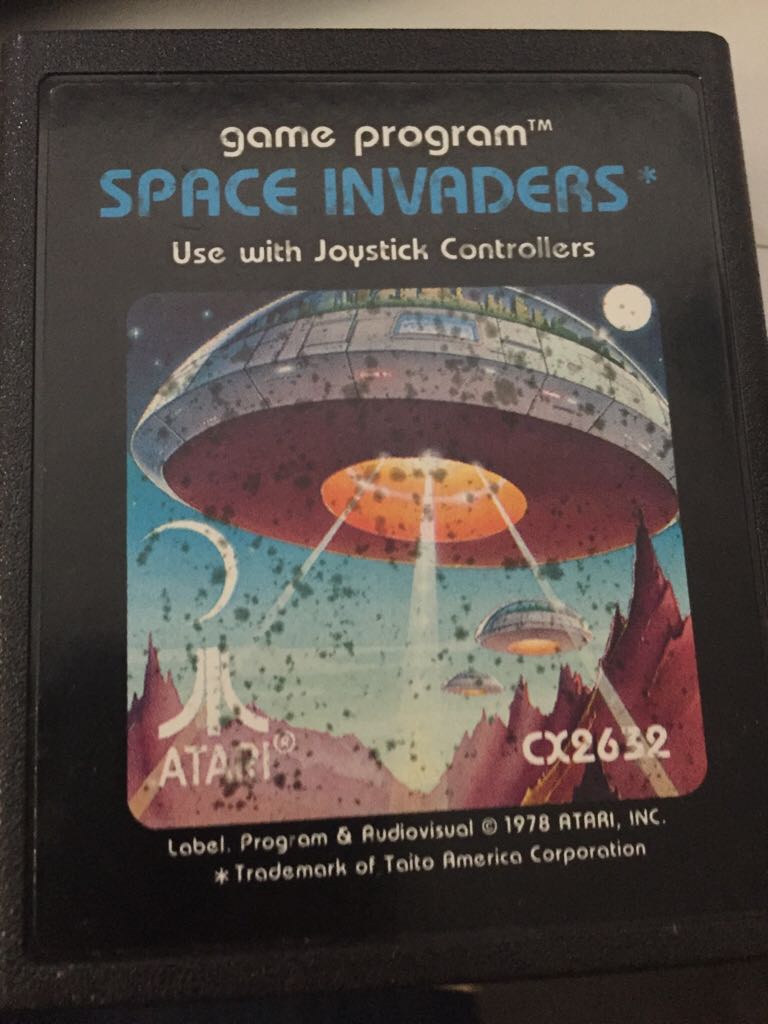 game program™
SPACE INVADERS*
Use with Joystick Controllers
ATARI®
CX2632
Label, Program & Audiovisual © 1978 ATARI, INC.
*Trademark of Taito America Corporation